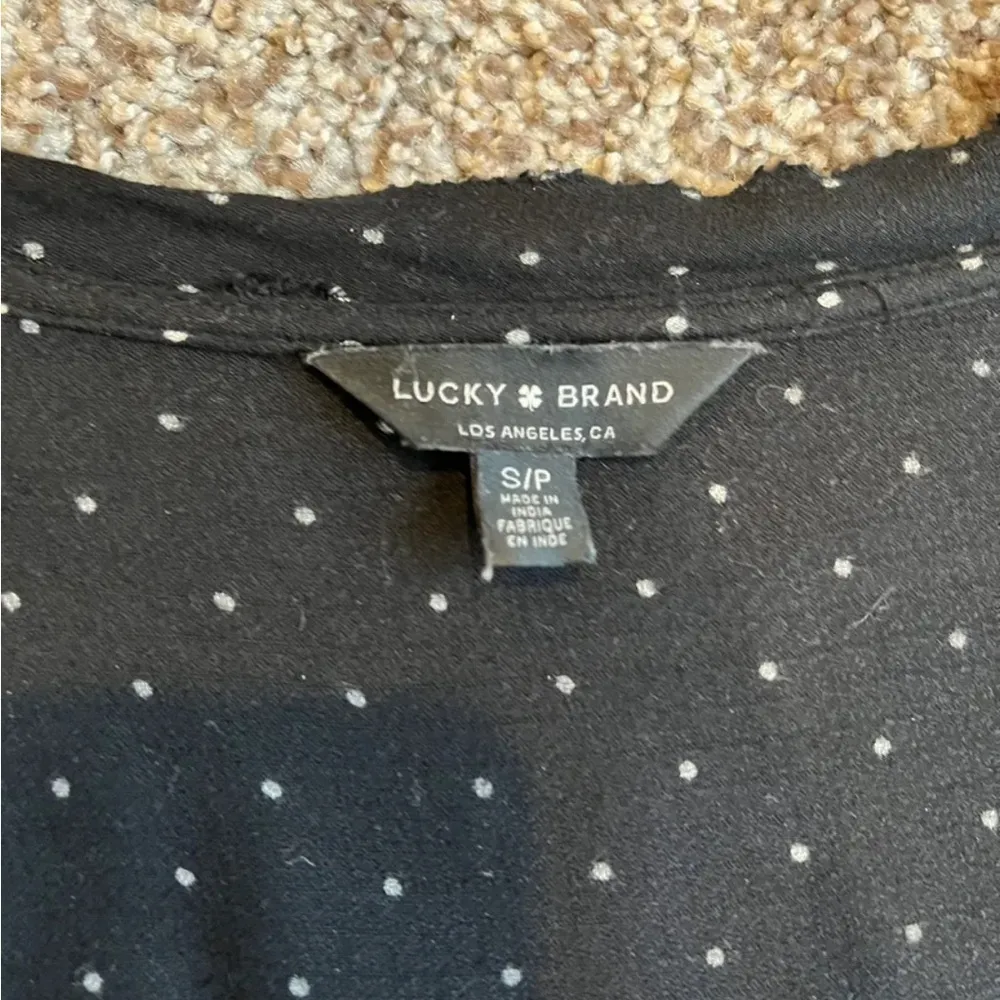 LUCKY BRAND
LOS ANGELES, CA
S/P
MADE IN
INDIA
FABRIQUE
EN INDE